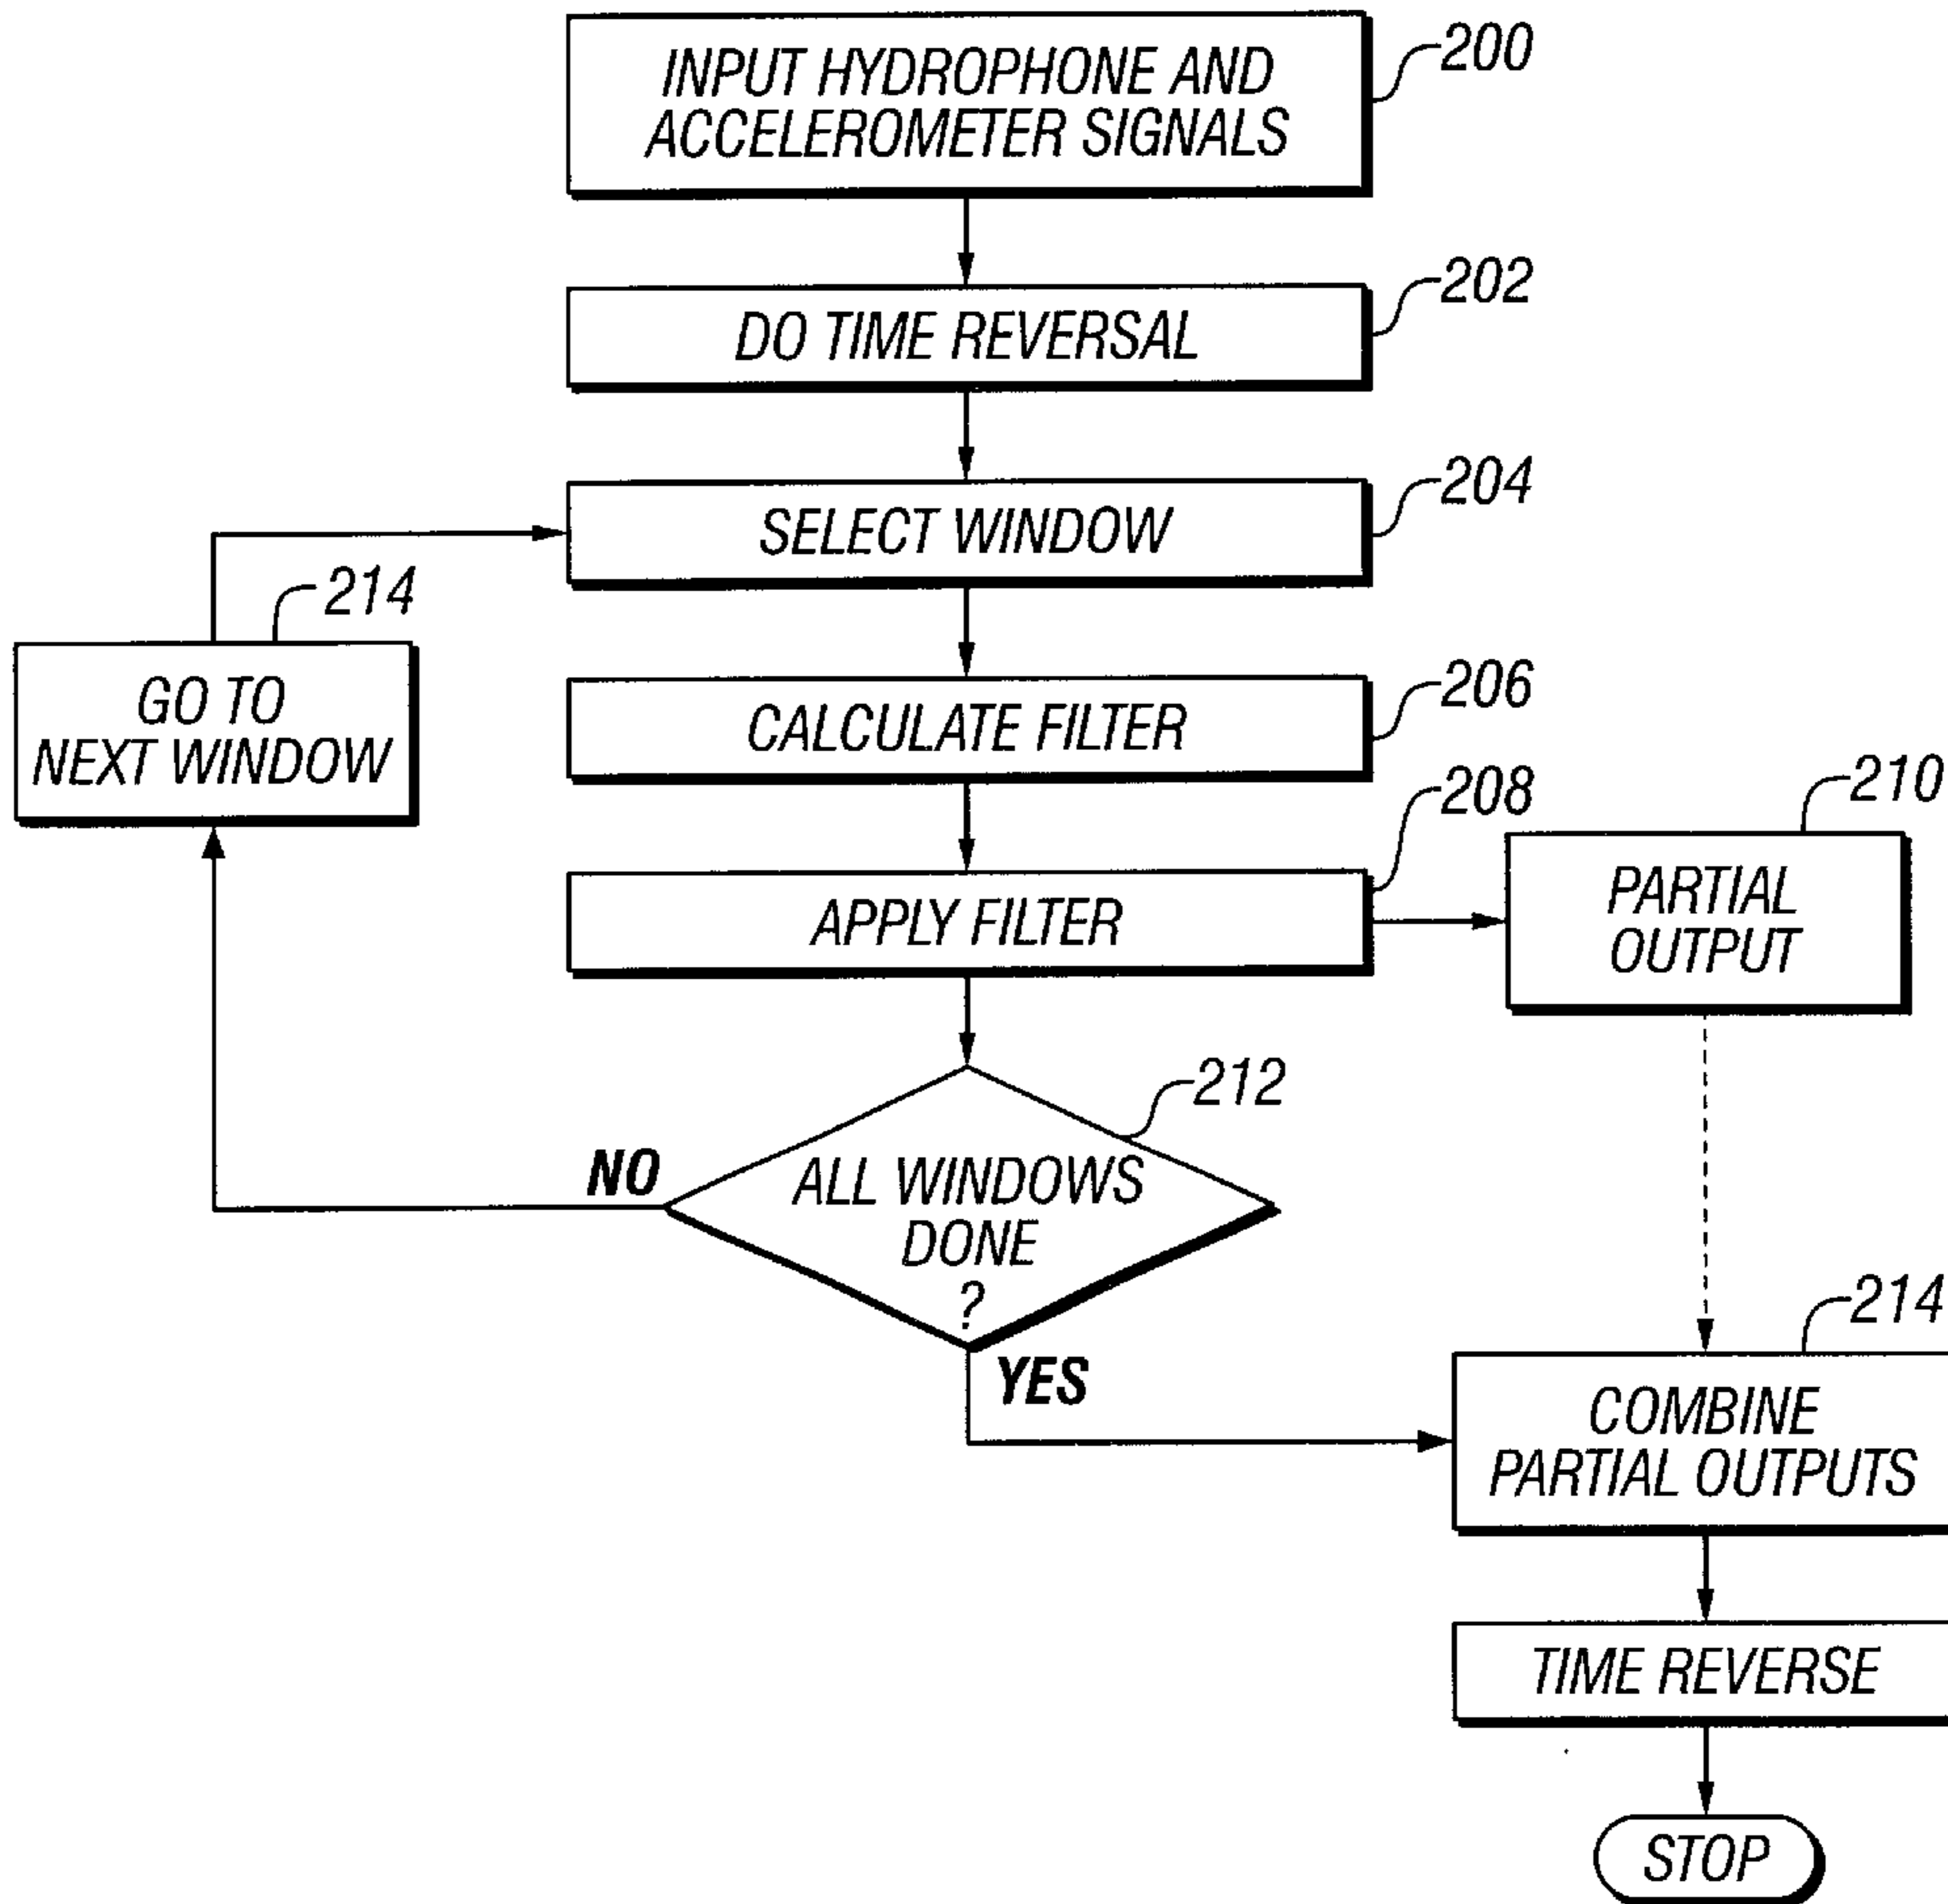 INPUT HYDROPHONE AND
ACCELEROMETER SIGNALS
200
DO TIME REVERSAL
202
SELECT WINDOW
204
214
GO TO
NEXT WINDOW
CALCULATE FILTER
206
APPLY FILTER
208
210
PARTIAL
OUTPUT
212
ALL WINDOWS
DONE
?
NO
YES
214
COMBINE
PARTIAL OUTPUTS
TIME REVERSE
STOP